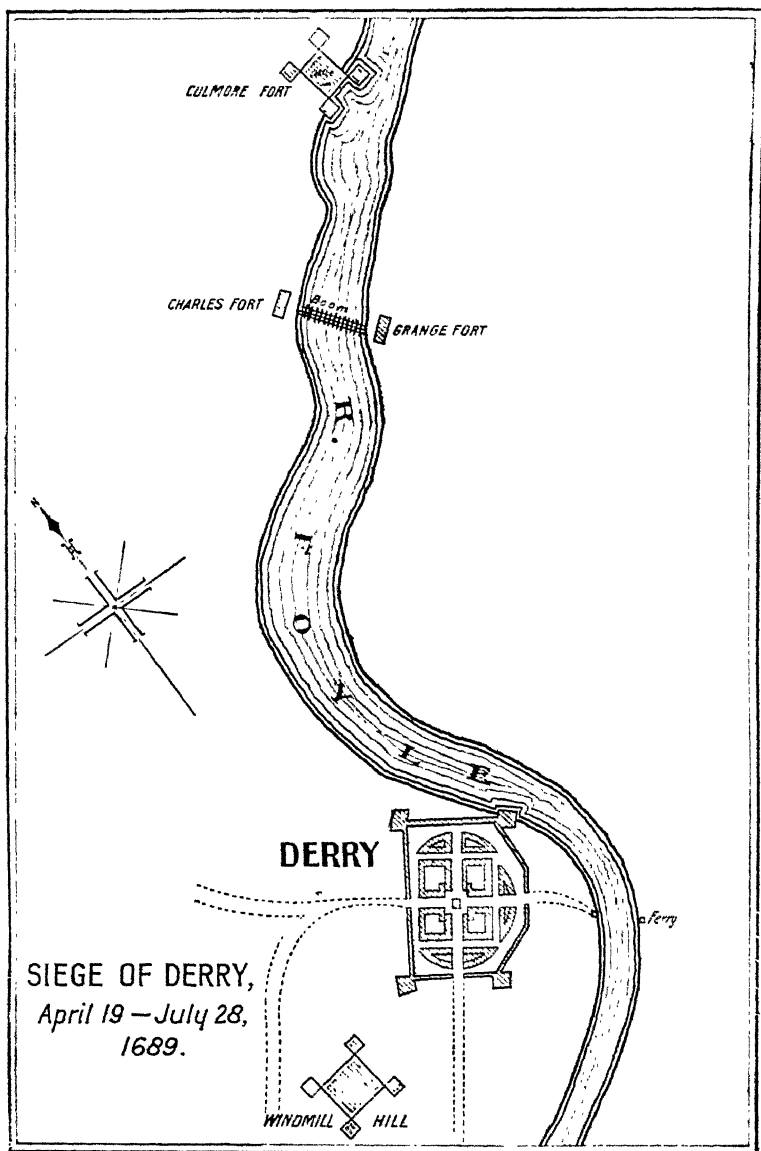 CULMORE FORT
CHARLES FORT
Boom
GRANGE FORT
R. FOYLE
N
DERRY
Ferry
SIEGE OF DERRY,
April 19 — July 28,
1689.
WINDMILL HILL